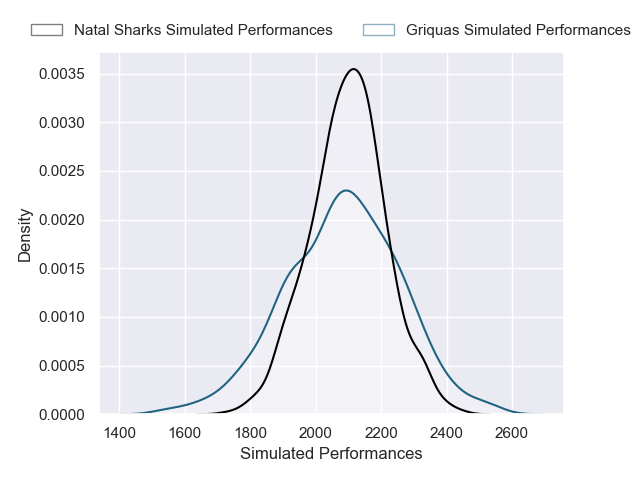 Natal Sharks Simulated Performances
Griquas Simulated Performances
0.0035
0.0030
0.0025
0.0020
0.0015
0.0010
0.0005
0.0000
Density
1400 1600 1800 2000 2200 2400 2600
Simulated Performances